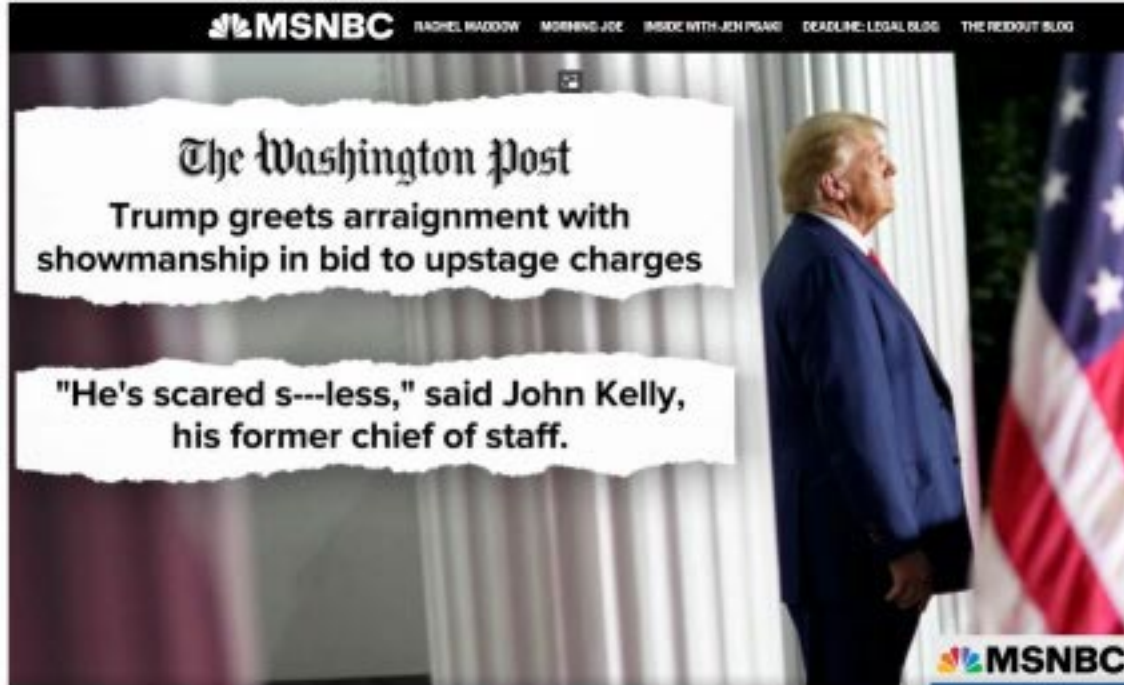 MSNBC RACHEL MADDOW MORNING JOE INSIDE WITH JEN PSAKI DEADLINE: LEGAL BLOG THE REIDOUT BLOG
The Washington Post
Trump greets arraignment with
showmanship in bid to upstage charges
"He's scared s---less," said John Kelly,
his former chief of staff.
MSNBC